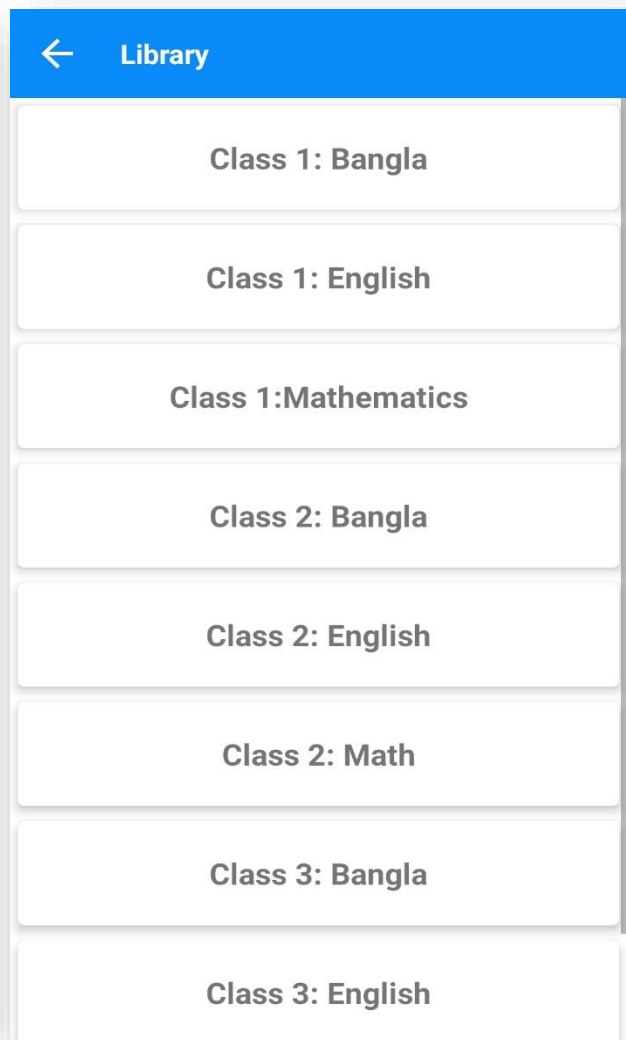 Library
Class 1: Bangla
Class 1: English
Class 1:Mathematics
Class 2: Bangla
Class 2: English
Class 2: Math
Class 3: Bangla
Class 3: English